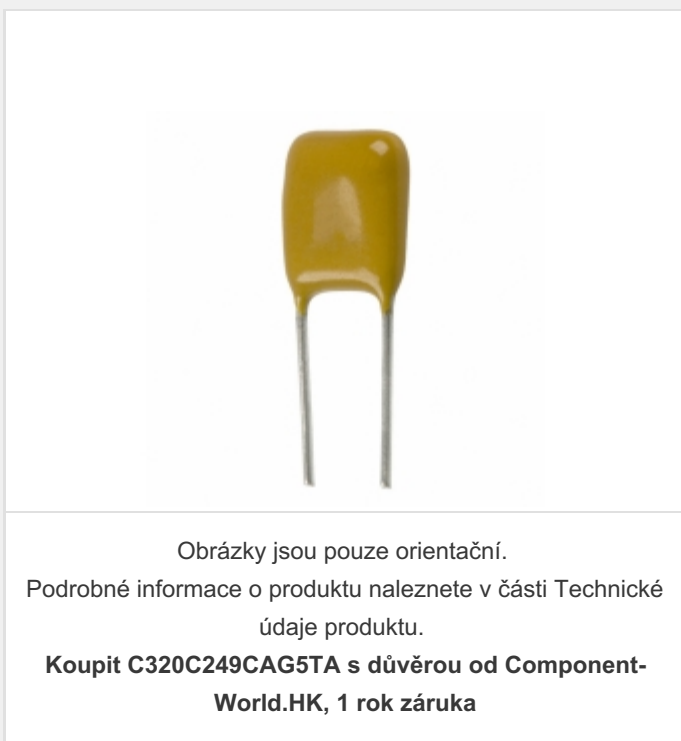 Obrázky jsou pouze orientační.
Podrobné informace o produktu naleznete v části Technické
údaje produktu.
Koupit C320C249CAG5TA s důvěrou od Component-
World.HK, 1 rok záruka